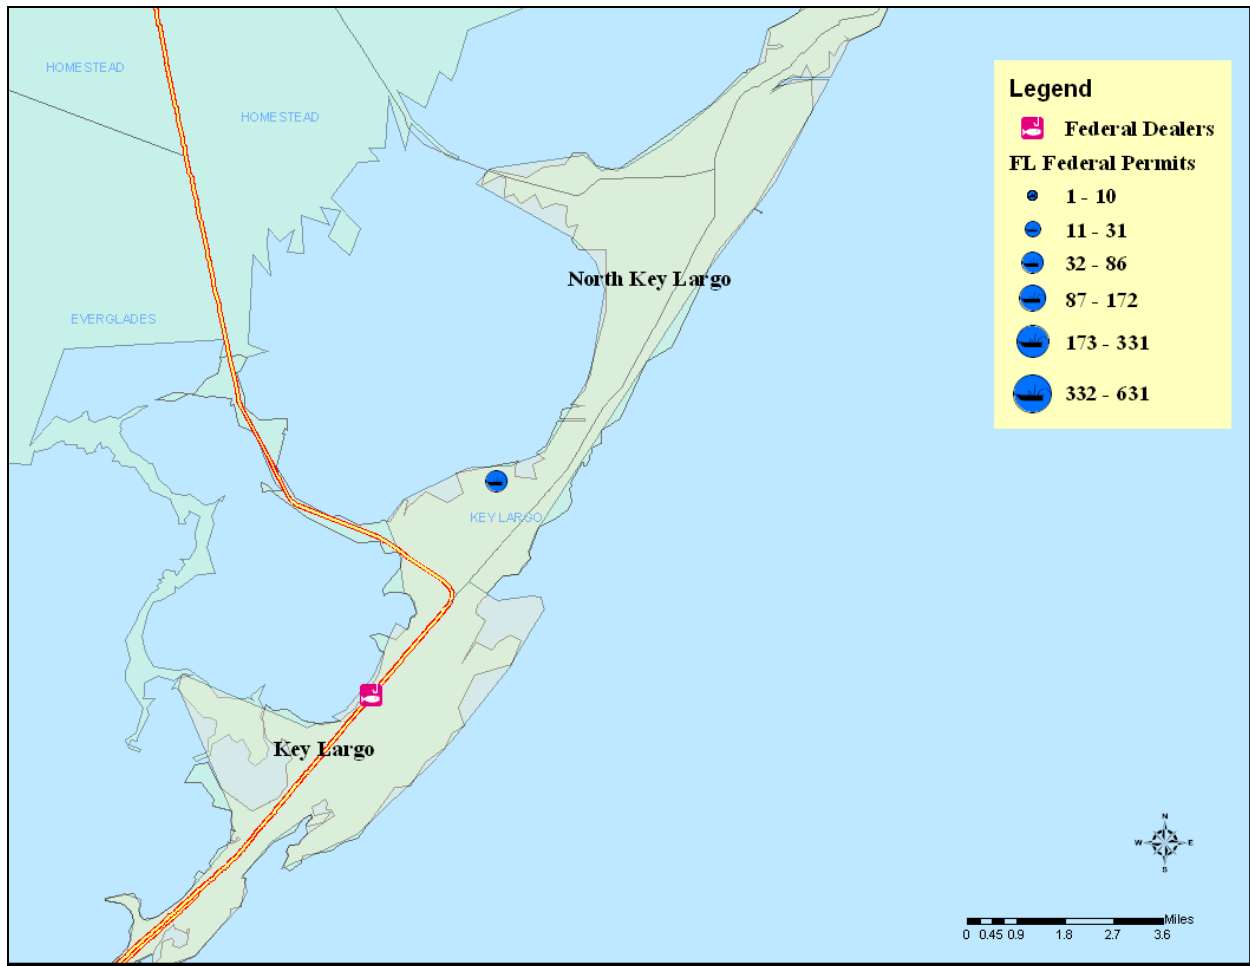 HOMESTEAD
HOMESTEAD
EVERGLADES
North Key Largo
KEY LARGO
Key Largo
Legend
Federal Dealers
FL Federal Permits
1 - 10
11 - 31
32 - 86
87 - 172
173 - 331
332 - 631
N
W E
S
Miles
0 0.45 0.9 1.8 2.7 3.6